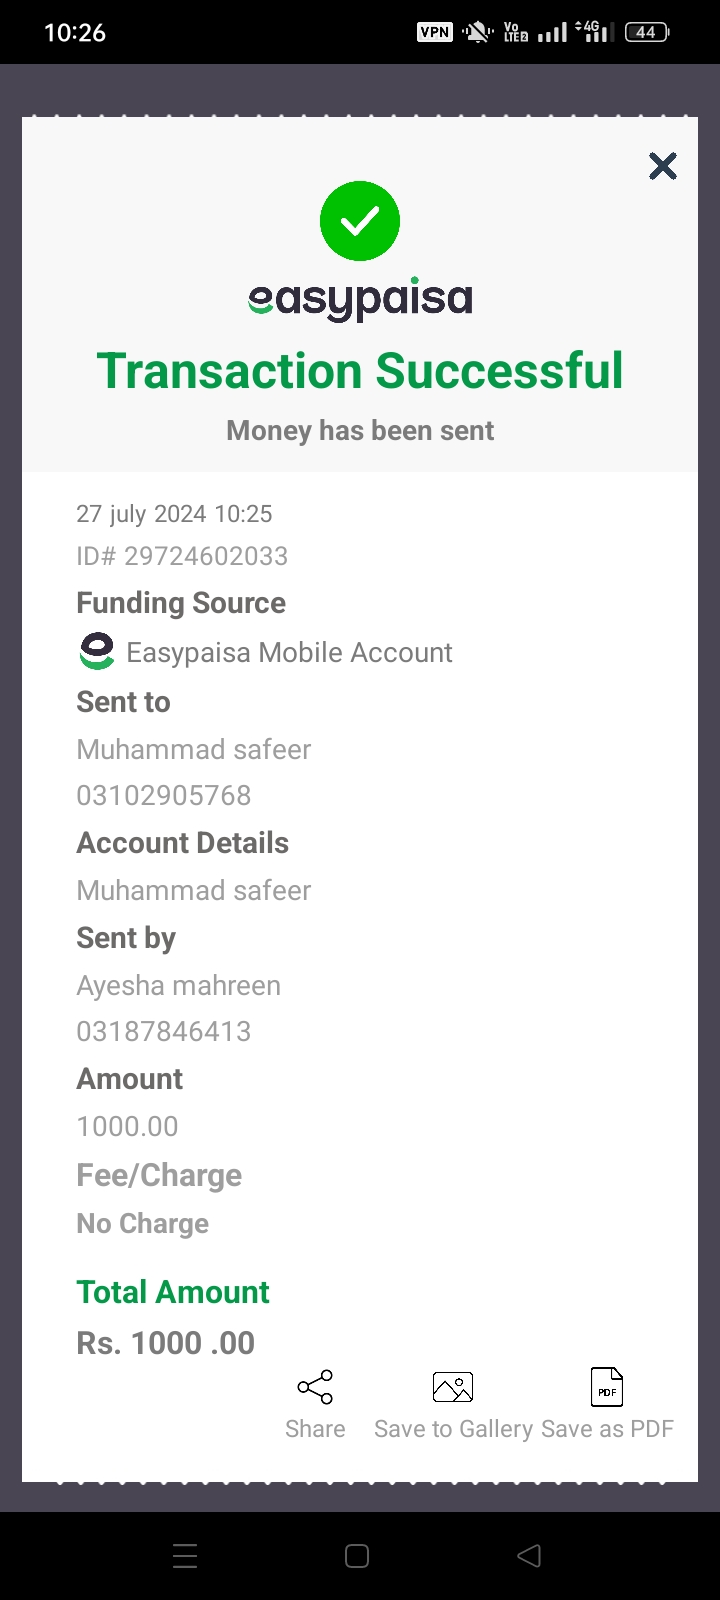 10:26
VPN
Vo
LTE2
4G
44
easypaisa
Transaction Successful
Money has been sent
27 july 2024 10:25
ID# 29724602033
Funding Source
Easypaisa Mobile Account
Sent to
Muhammad safeer
03102905768
Account Details
Muhammad safeer
Sent by
Ayesha mahreen
03187846413
Amount
1000.00
Fee/Charge
No Charge
Total Amount
Rs. 1000 .00
PDF
Share Save to Gallery Save as PDF